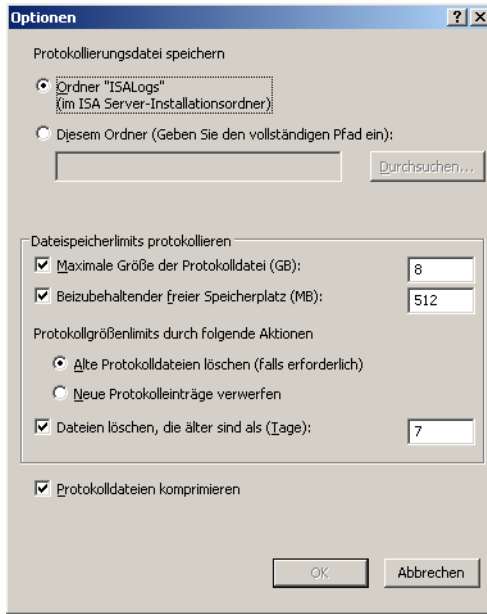 Optionen
Protokollierungsdatei speichern
Ordner "ISALogs"
(im ISA Server-Installationsordner)
Diesem Ordner (Geben Sie den vollständigen Pfad ein):
Durchsuchen...
Dateispeicherlimits protokollieren
Maximale Größe der Protokolldatei (GB):
8
Beizubehaltender freier Speicherplatz (MB):
512
Protokollgrößenlimits durch folgende Aktionen
Alte Protokolldateien löschen (falls erforderlich)
Neue Protokolleinträge verwerfen
Dateien löschen, die älter sind als (Tage):
7
Protokolldateien komprimieren
OK
Abbrechen